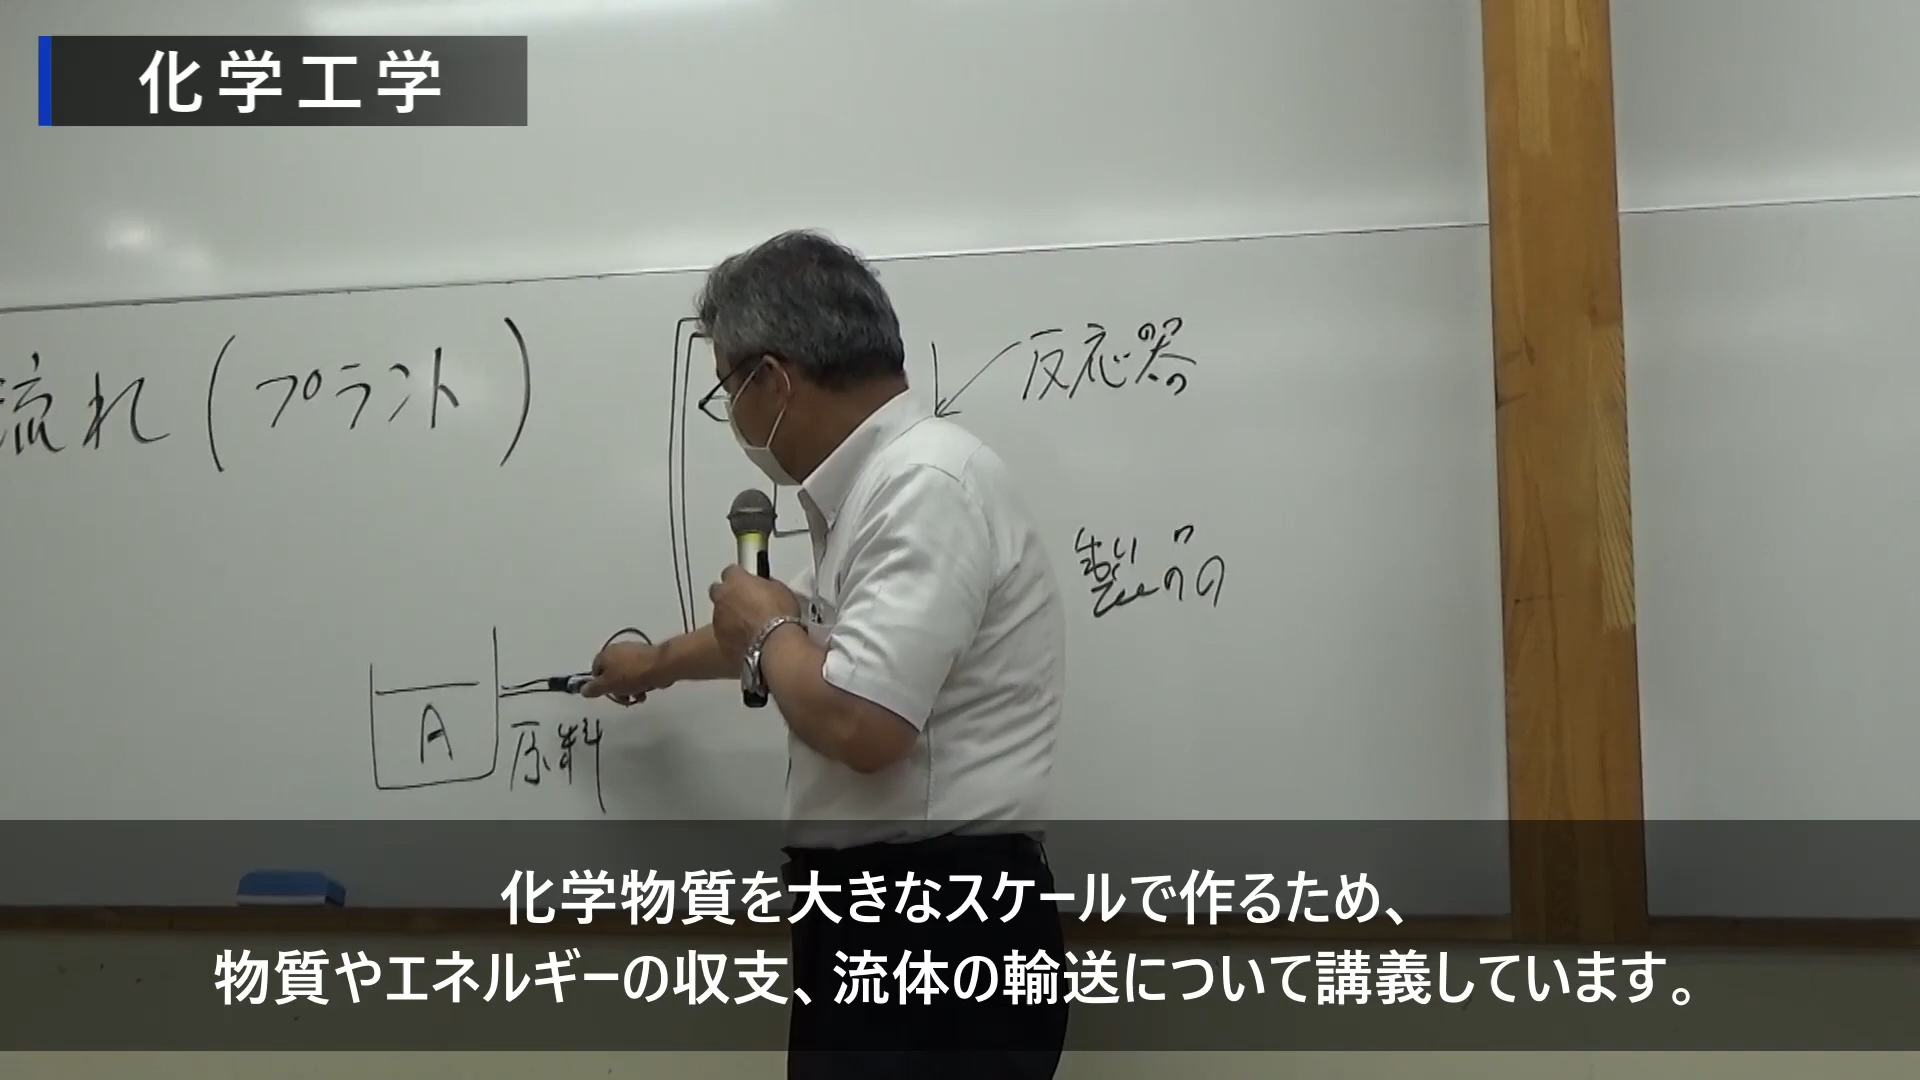 化学工学
流れ(プラント)
反応器
製品
A
原料
化学物質を大きなスケールで作るため、
物質やエネルギーの収支、流体の輸送について講義しています。